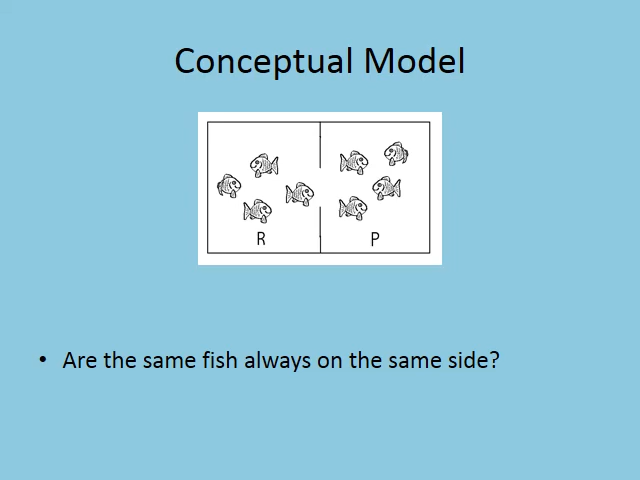 Conceptual Model
R P
• Are the same fish always on the same side?